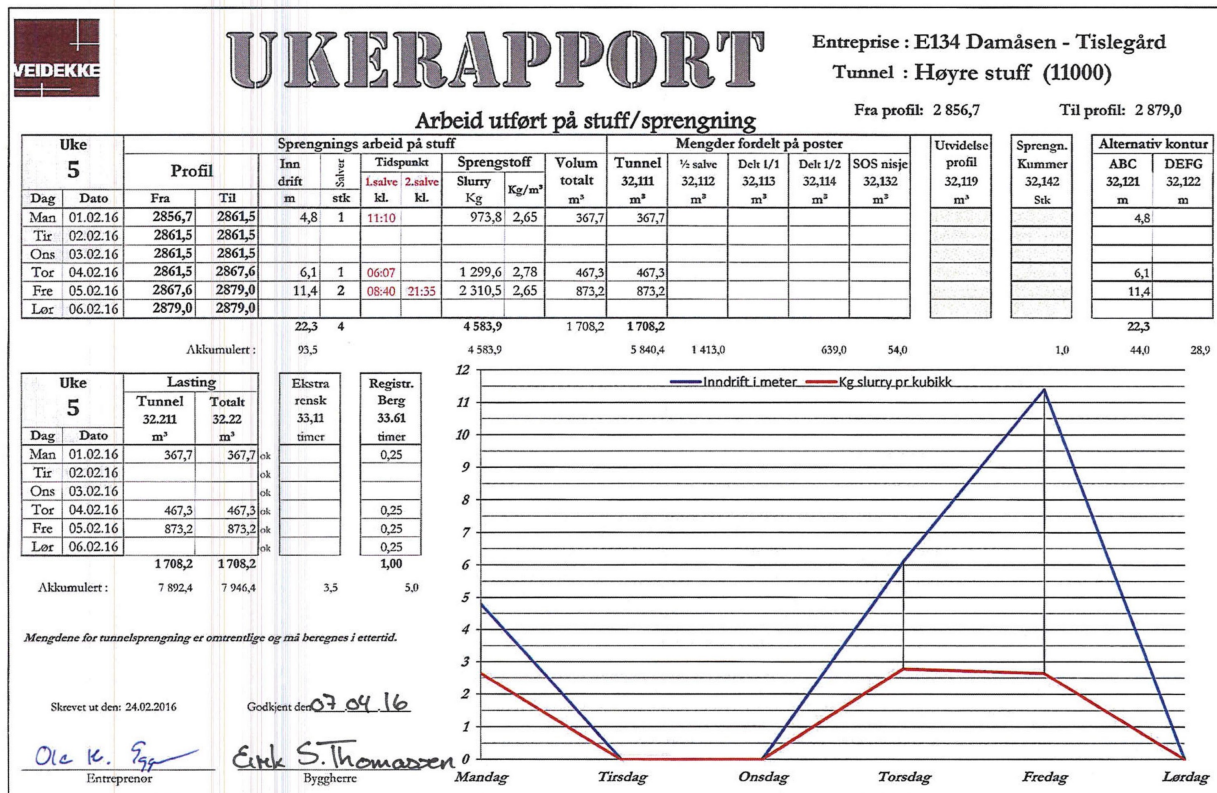 VEIDEKKE
UKERAPPORT
Entreprise : E134 Damåsen - Tislegård
Tunnel : Høyre stuff (11000)
Fra profil: 2 856,7 Til profil: 2 879,0
Arbeid utført på stuff/sprengning
Uke 5 Sprengnings arbeid på stuff Mengder fordelt på poster Utvidelse profil 32,119 m³ Sprengn. Kummer 32,142 Stk Alternativ kontur
Profil Inn drift m Salver stk Tidspunkt Sprengstoff Volum totalt m³ Tunnel 32,111 m³ ½ salve 32,112 m³ Delt 1/1 32,113 m³ Delt 1/2 32,114 m³ SOS nisje 32,132 m³ ABC 32,121 m DEFG 32,122 m
Dag Dato Fra Til 1.salve kl. 2.salve kl. Slurry Kg Kg/m³
Man 01.02.16 2856,7 2861,5 4,8 1 11:10 973,8 2,65 367,7 367,7 4,8
Tir 02.02.16 2861,5 2861,5
Ons 03.02.16 2861,5 2861,5
Tor 04.02.16 2861,5 2867,6 6,1 1 06:07 1 299,6 2,78 467,3 467,3 6,1
Fre 05.02.16 2867,6 2879,0 11,4 2 08:40 21:35 2 310,5 2,65 873,2 873,2 11,4
Lør 06.02.16 2879,0 2879,0
22,3 4 4 583,9 1 708,2 1 708,2 22,3
Akkumulert : 93,5 4 583,9 5 840,4 1 413,0 639,0 54,0 1,0 44,0 28,9
Uke 5 Lasting Ekstra rensk 33,11 timer Registr. Berg 33.61 timer
Tunnel 32.211 m³ Totalt 32.22 m³
Dag Dato
Man 01.02.16 367,7 367,7 ok 0,25
Tir 02.02.16 ok
Ons 03.02.16 ok
Tor 04.02.16 467,3 467,3 ok 0,25
Fre 05.02.16 873,2 873,2 ok 0,25
Lør 06.02.16 ok 0,25
1 708,2 1 708,2 1,00
Akkumulert : 7 892,4 7 946,4 3,5 5,0
Inndrift i meter Kg slurry pr kubikk
12
11
10
9
8
7
6
5
4
3
2
1
0
Mandag Tirsdag Onsdag Torsdag Fredag Lørdag
Mengdene for tunnelsprengning er omtrentlige og må beregnes i ettertid.
Skrevet ut den: 24.02.2016 Godkjent den 07 04 16
Ole K. Eirik S. Thomassen
Entreprenør Byggherre